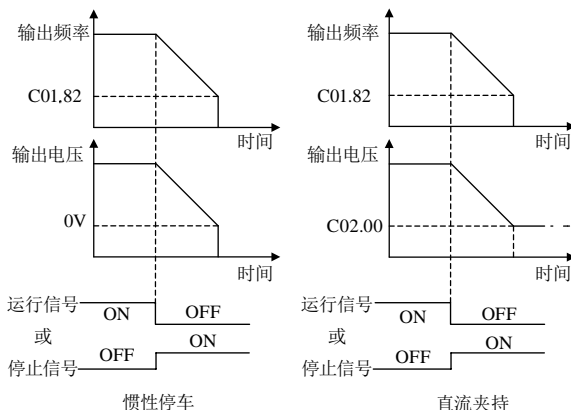 输出频率
C01.82
时间
输出电压
0V
时间
运行信号
ON
OFF
或
停止信号
OFF
ON
惯性停车
输出频率
C01.82
时间
输出电压
C02.00
时间
运行信号
ON
OFF
或
停止信号
OFF
ON
直流夹持